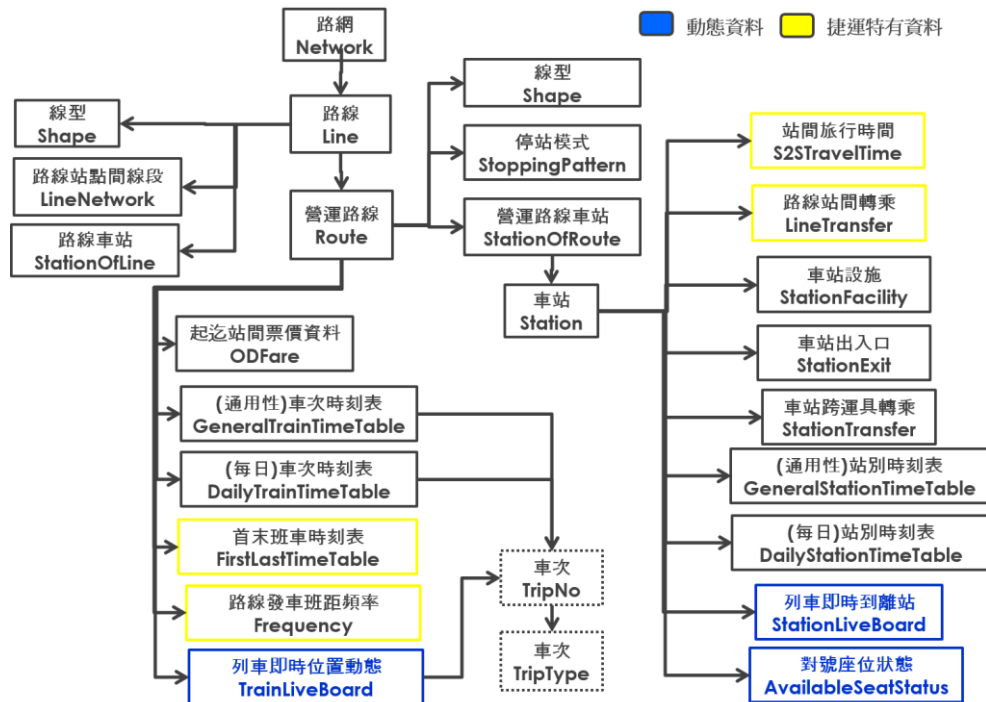 動態資料
捷運特有資料
路網
Network
線型
Shape
路線
Line
線型
Shape
停站模式
StoppingPattern
站間旅行時間
S2STravelTime
路線站點間線段
LineNetwork
營運路線
Route
營運路線車站
StationOfRoute
路線站間轉乘
LineTransfer
路線車站
StationOfLine
車站
Station
車站設施
StationFacility
起迄站間票價資料
ODFare
車站出入口
StationExit
(通用性)車次時刻表
GeneralTrainTimeTable
車站跨運具轉乘
StationTransfer
(每日)車次時刻表
DailyTrainTimeTable
(通用性)站別時刻表
GeneralStationTimeTable
首末班車時刻表
FirstLastTimeTable
(每日)站別時刻表
DailyStationTimeTable
路線發車班距頻率
Frequency
車次
TripNo
列車即時到離站
StationLiveBoard
列車即時位置動態
TrainLiveBoard
車次
TripType
對號座位狀態
AvailableSeatStatus